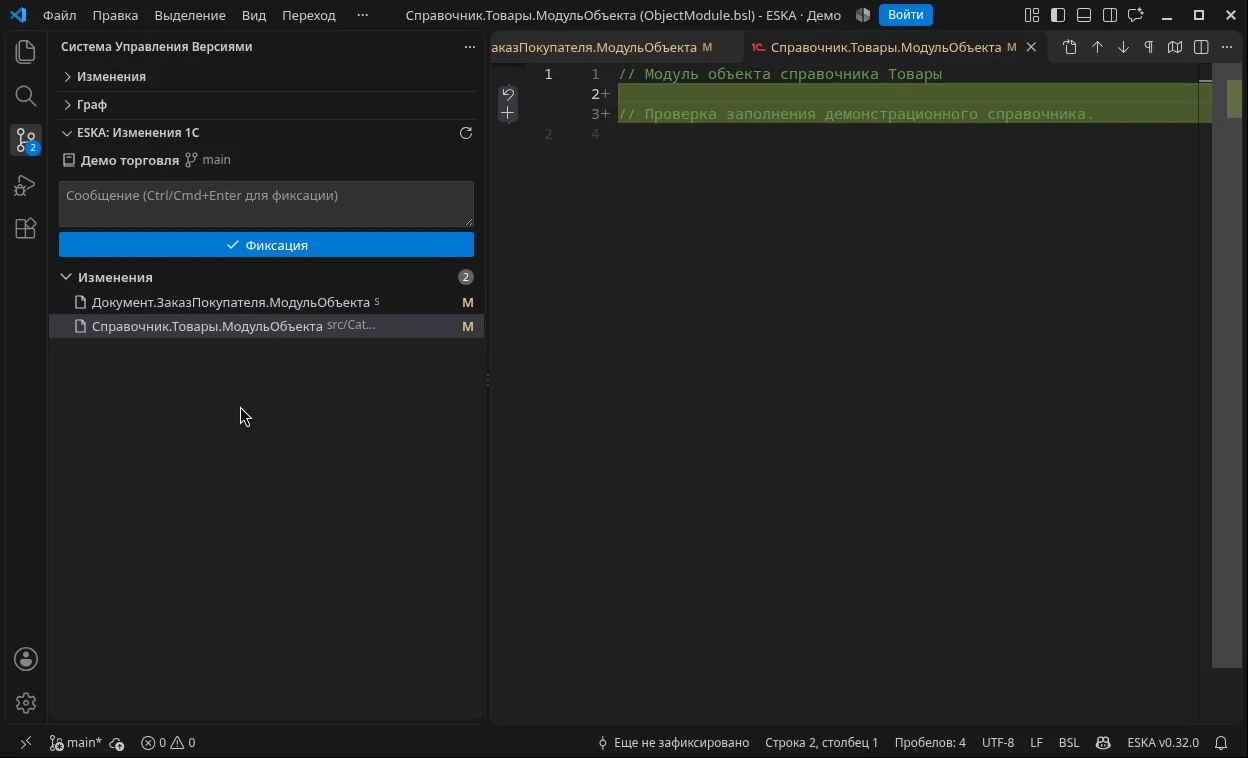 Файл Правка Выделение Вид Переход ··· Справочник.Товары.МодульОбъекта (ObjectModule.bsl) - ESKA · Демо Войти
Система Управления Версиями ···
аказПокупателя.МодульОбъекта M 1С Справочник.Товары.МодульОбъекта M ···
Изменения
Граф
ESKA: Изменения 1С
2
Демо торговля main
Сообщение (Ctrl/Cmd+Enter для фиксации)
Фиксация
Изменения 2
Документ.ЗаказПокупателя.МодульОбъекта s M
Справочник.Товары.МодульОбъекта src/Cat... M
1 1 // Модуль объекта справочника Товары
2+
3+ // Проверка заполнения демонстрационного справочника.
2 4
main* 0 0 Еще не зафиксировано Строка 2, столбец 1 Пробелов: 4 UTF-8 LF BSL ESKA v0.32.0